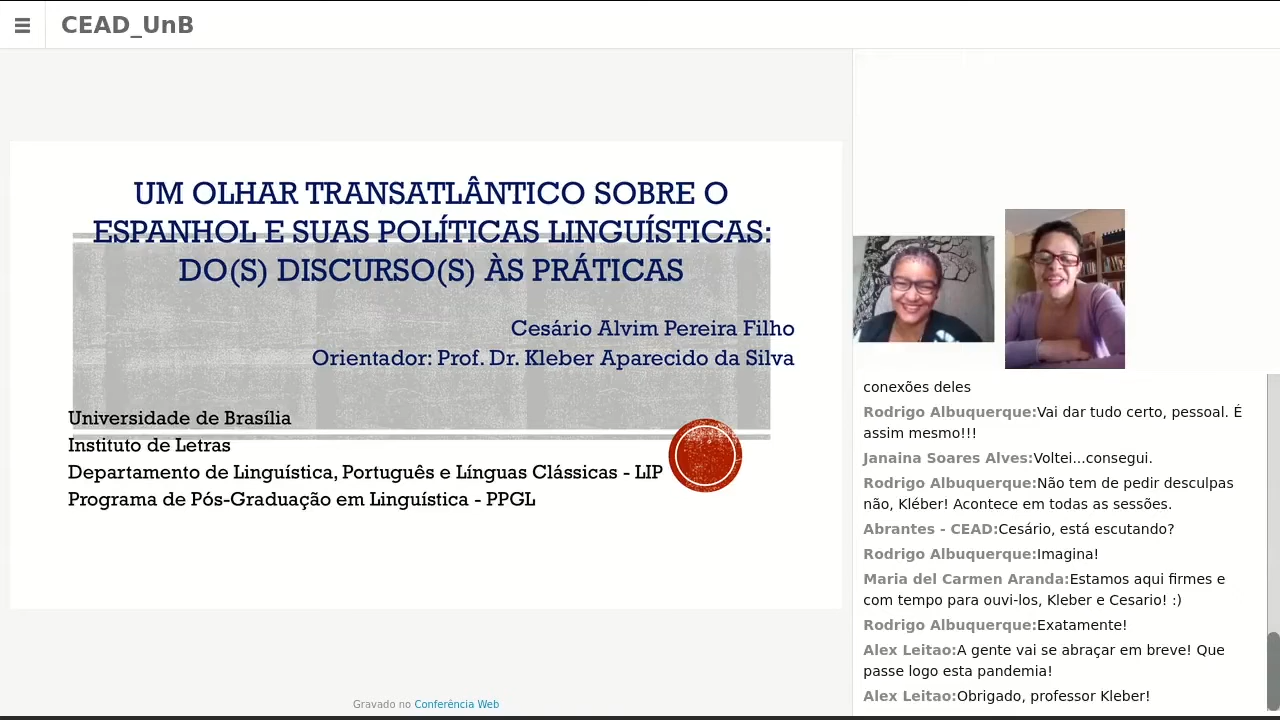 CEAD_UnB
UM OLHAR TRANSATLÂNTICO SOBRE O
ESPANHOL E SUAS POLÍTICAS LINGUÍSTICAS:
DO(S) DISCURSO(S) ÀS PRÁTICAS
Cesário Alvim Pereira Filho
Orientador: Prof. Dr. Kleber Aparecido da Silva
Universidade de Brasília
Instituto de Letras
Departamento de Linguística, Português e Línguas Clássicas - LIP
Programa de Pós-Graduação em Linguística - PPGL
Gravado no Conferência Web
conexões deles
Rodrigo Albuquerque:Vai dar tudo certo, pessoal. É
assim mesmo!!!
Janaina Soares Alves:Voltei...consegui.
Rodrigo Albuquerque:Não tem de pedir desculpas
não, Kléber! Acontece em todas as sessões.
Abrantes - CEAD:Cesário, está escutando?
Rodrigo Albuquerque:Imagina!
Maria del Carmen Aranda:Estamos aqui firmes e
com tempo para ouvi-los, Kleber e Cesario! :)
Rodrigo Albuquerque:Exatamente!
Alex Leitao:A gente vai se abraçar em breve! Que
passe logo esta pandemia!
Alex Leitao:Obrigado, professor Kleber!